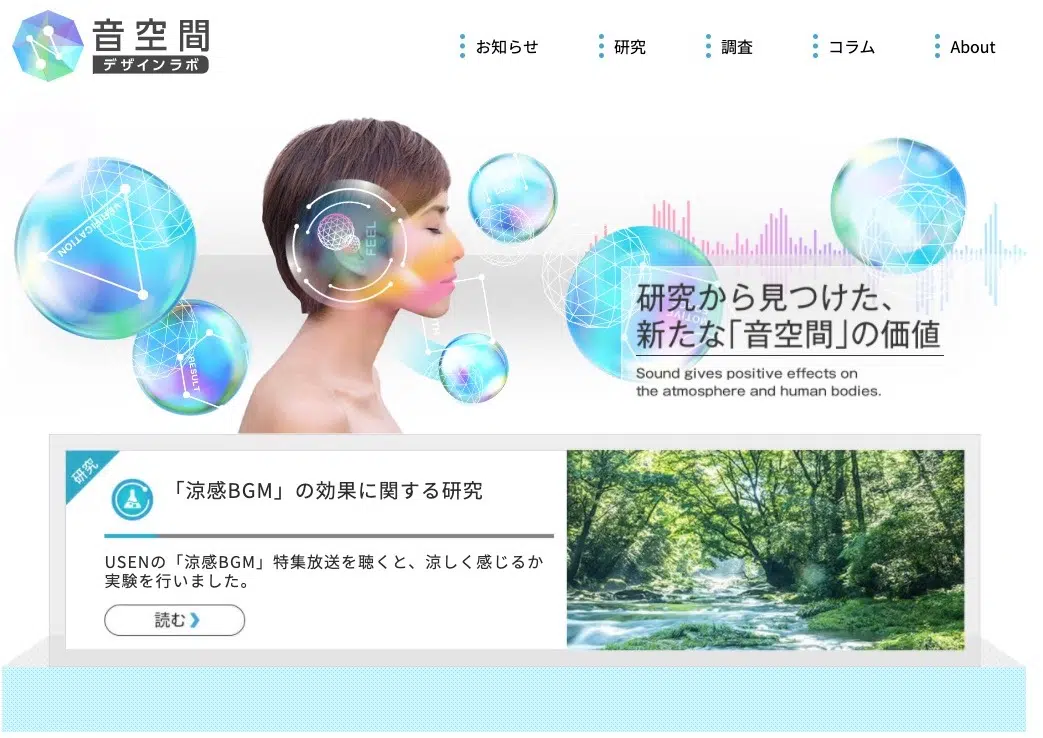 音空間
デザインラボ
お知らせ
研究
調査
コラム
About
VERIFICATION
FEEL
RESULT
研究から見つけた、
新たな「音空間」の価値
Sound gives positive effects on
the atmosphere and human bodies.
研究
「涼感BGM」の効果に関する研究
USENの「涼感BGM」特集放送を聴くと、涼しく感じるか
実験を行いました。
読む